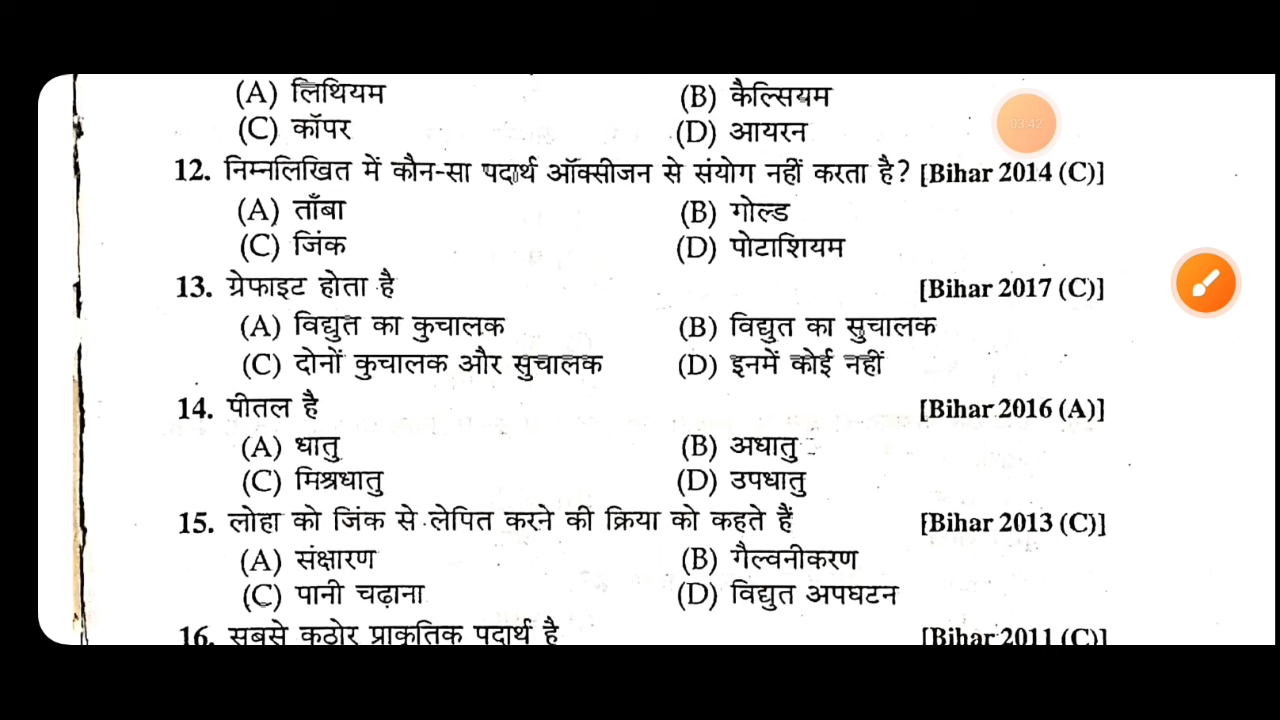 (A) लिथियम (B) कैल्सियम
(C) कॉपर (D) आयरन
12. निम्नलिखित में कौन-सा पदार्थ ऑक्सीजन से संयोग नहीं करता है? [Bihar 2014 (C)]
(A) ताँबा (B) गोल्ड
(C) जिंक (D) पोटाशियम
13. ग्रेफाइट होता है [Bihar 2017 (C)]
(A) विद्युत का कुचालक (B) विद्युत का सुचालक
(C) दोनों कुचालक और सुचालक (D) इनमें कोई नहीं
14. पीतल है [Bihar 2016 (A)]
(A) धातु (B) अधातु
(C) मिश्रधातु (D) उपधातु
15. लोहा को जिंक से लेपित करने की क्रिया को कहते हैं [Bihar 2013 (C)]
(A) संक्षारण (B) गैल्वनीकरण
(C) पानी चढ़ाना (D) विद्युत अपघटन
16. सबसे कठोर प्राकृतिक पदार्थ है [Bihar 2011 (C)]
03:42